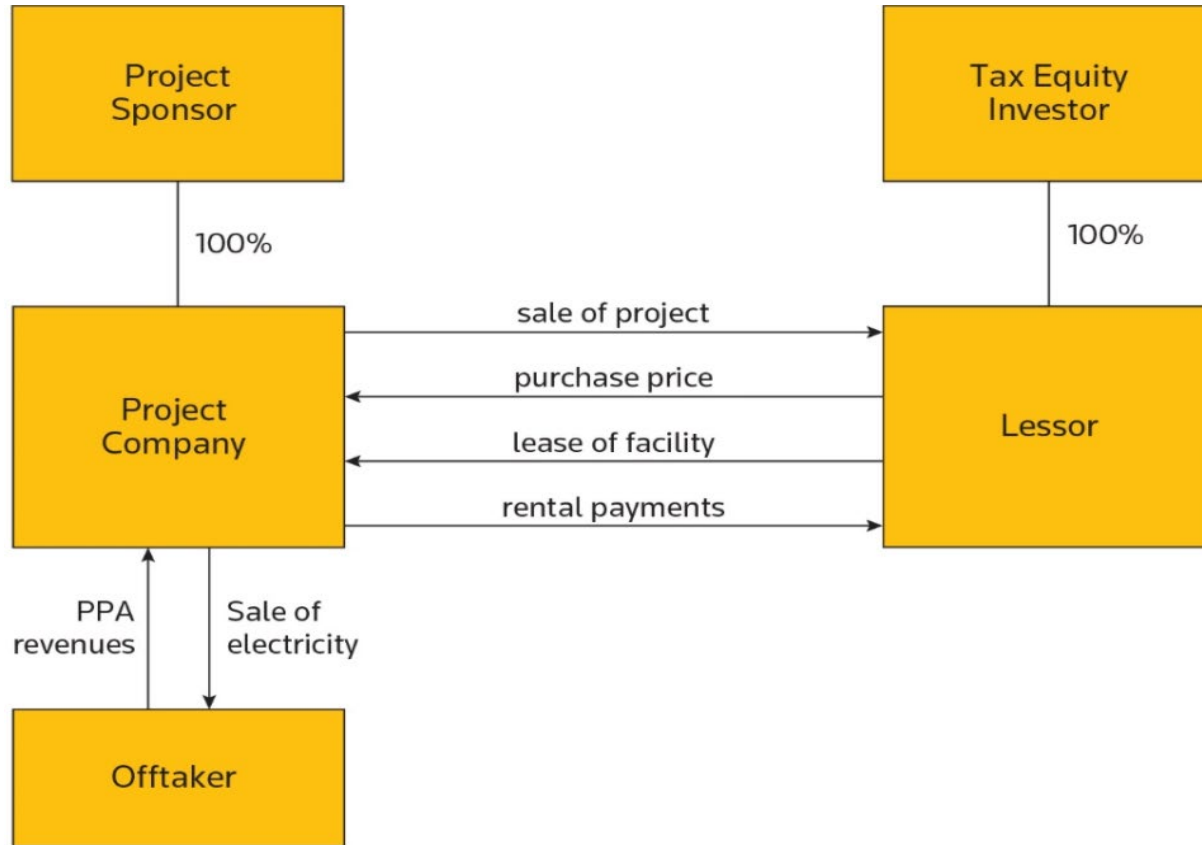 Project
Sponsor
Tax Equity
Investor
100%
100%
sale of project
purchase price
Project
Company
lease of facility
Lessor
rental payments
PPA
revenues
Sale of
electricity
Offtaker